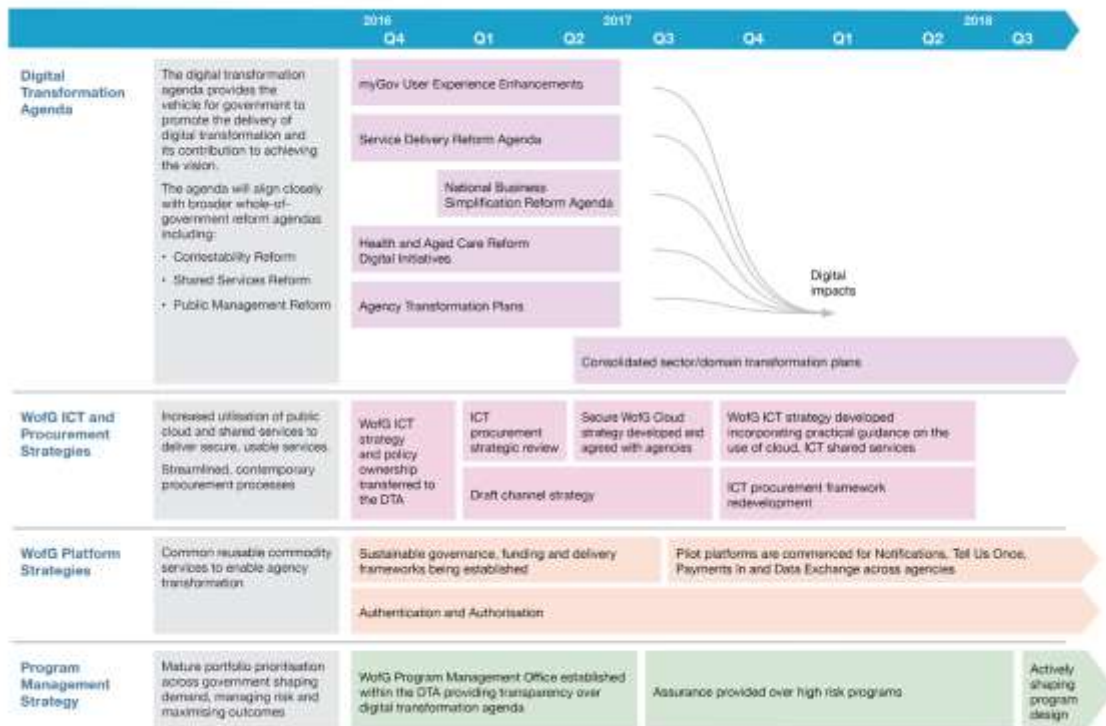 2016
2017
2018
Q4
Q1
Q2
Q3
Q4
Q1
Q2
Q3
Digital
Transformation
Agenda
The digital transformation
agenda provides the
vehicle for government to
promote the delivery of
digital transformation and
its contribution to achieving
the vision.
The agenda will align closely
with broader whole-of-
government reform agendas
including:
• Contestability Reform
• Shared Services Reform
• Public Management Reform
myGov User Experience Enhancements
Service Delivery Reform Agenda
National Business
Simplification Reform Agenda
Health and Aged Care Reform
Digital Initiatives
Agency Transformation Plans
Digital
impacts
Consolidated sector/domain transformation plans
WofG ICT and
Procurement
Strategies
Increased utilisation of public
cloud and shared services to
deliver secure, usable services
Streamlined, contemporary
procurement processes
WofG ICT
strategy
and policy
ownership
transferred to
the DTA
ICT
procurement
strategic review
Secure WofG Cloud
strategy developed and
agreed with agencies
WofG ICT strategy developed
incorporating practical guidance on the
use of cloud, ICT shared services
Draft channel strategy
ICT procurement framework
redevelopment
WofG Platform
Strategies
Common reusable commodity
services to enable agency
transformation
Sustainable governance, funding and delivery
frameworks being established
Pilot platforms are commenced for Notifications, Tell Us Once,
Payments In and Data Exchange across agencies
Authentication and Authorisation
Program
Management
Strategy
Mature portfolio prioritisation
across government shaping
demand, managing risk and
maximising outcomes
WofG Program Management Office established
within the DTA providing transparency over
digital transformation agenda
Assurance provided over high risk programs
Actively
shaping
program
design